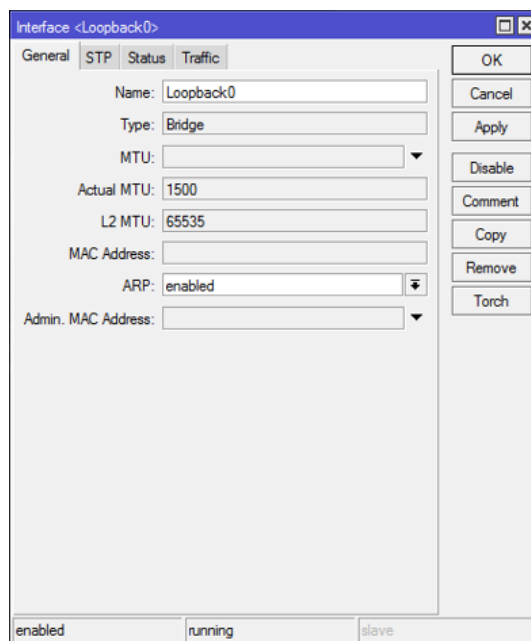 Interface <Loopback0>
General STP Status Traffic
Name: Loopback0
Type: Bridge
MTU:
Actual MTU: 1500
L2 MTU: 65535
MAC Address:
ARP: enabled
Admin. MAC Address:
OK
Cancel
Apply
Disable
Comment
Copy
Remove
Torch
enabled running slave